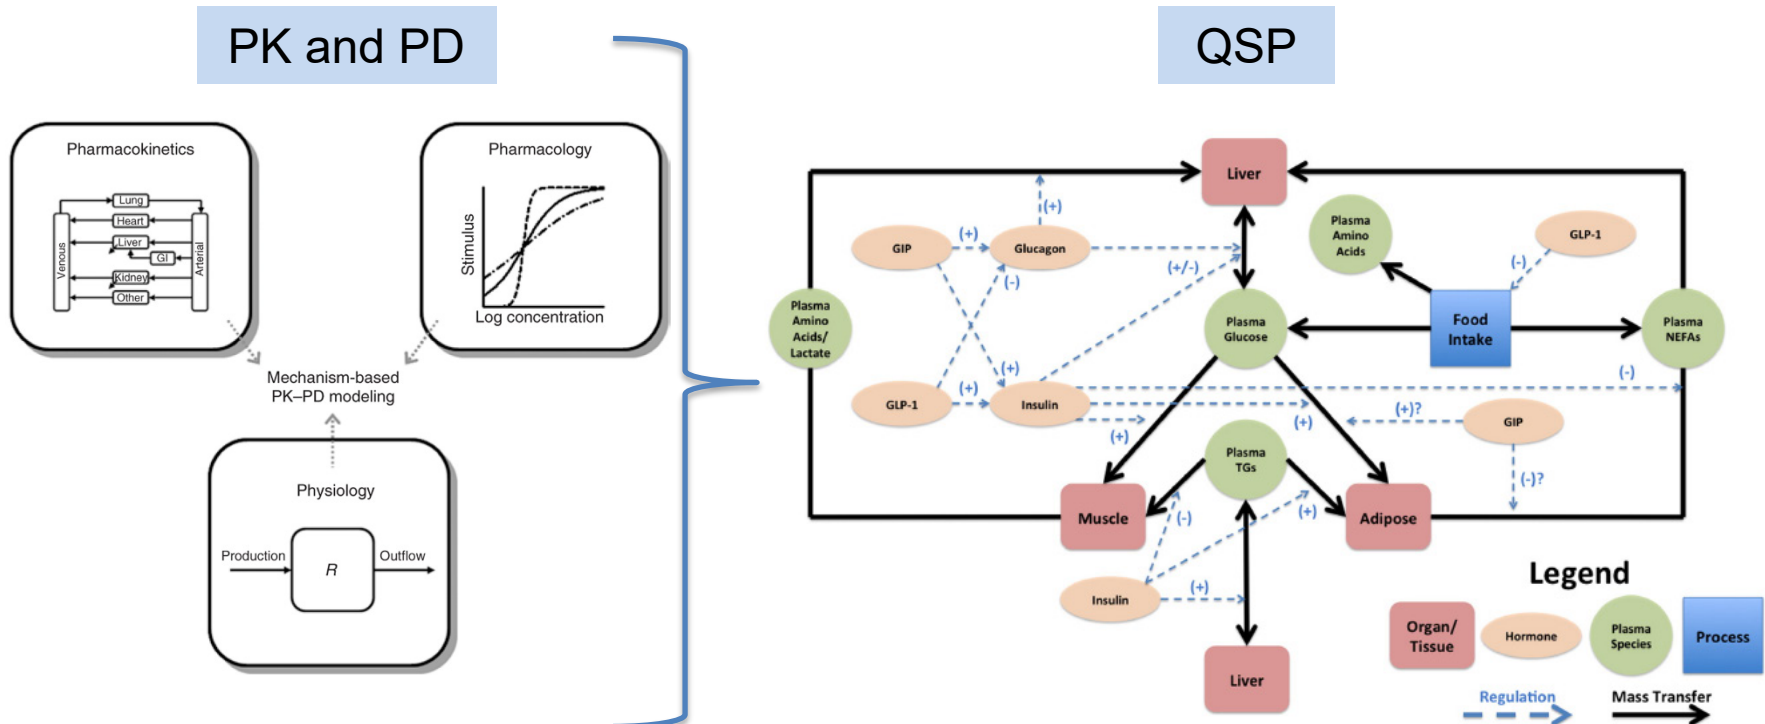 PK and PD
QSP
Pharmacokinetics
Lung
Heart
Liver
GI
Kidney
Other
Venous
Arterial
Pharmacology
Stimulus
Log concentration
Mechanism-based
PK–PD modeling
Physiology
Production
R
Outflow
Liver
(+)
GIP
(+)
Glucagon
(+/-)
(-)
Plasma
Amino
Acids
GLP-1
(-)
Plasma
Amino
Acids/
Lactate
Plasma
Glucose
Food
Intake
Plasma
NEFAs
(+)
(-)
GLP-1
(+)
Insulin
(+)
(+)
(+)?
GIP
(-)?
Plasma
TGs
Muscle
(-)
(+)
Adipose
Insulin
(+)
Liver
Legend
Organ/
Tissue
Hormone
Plasma
Species
Process
Regulation
Mass Transfer